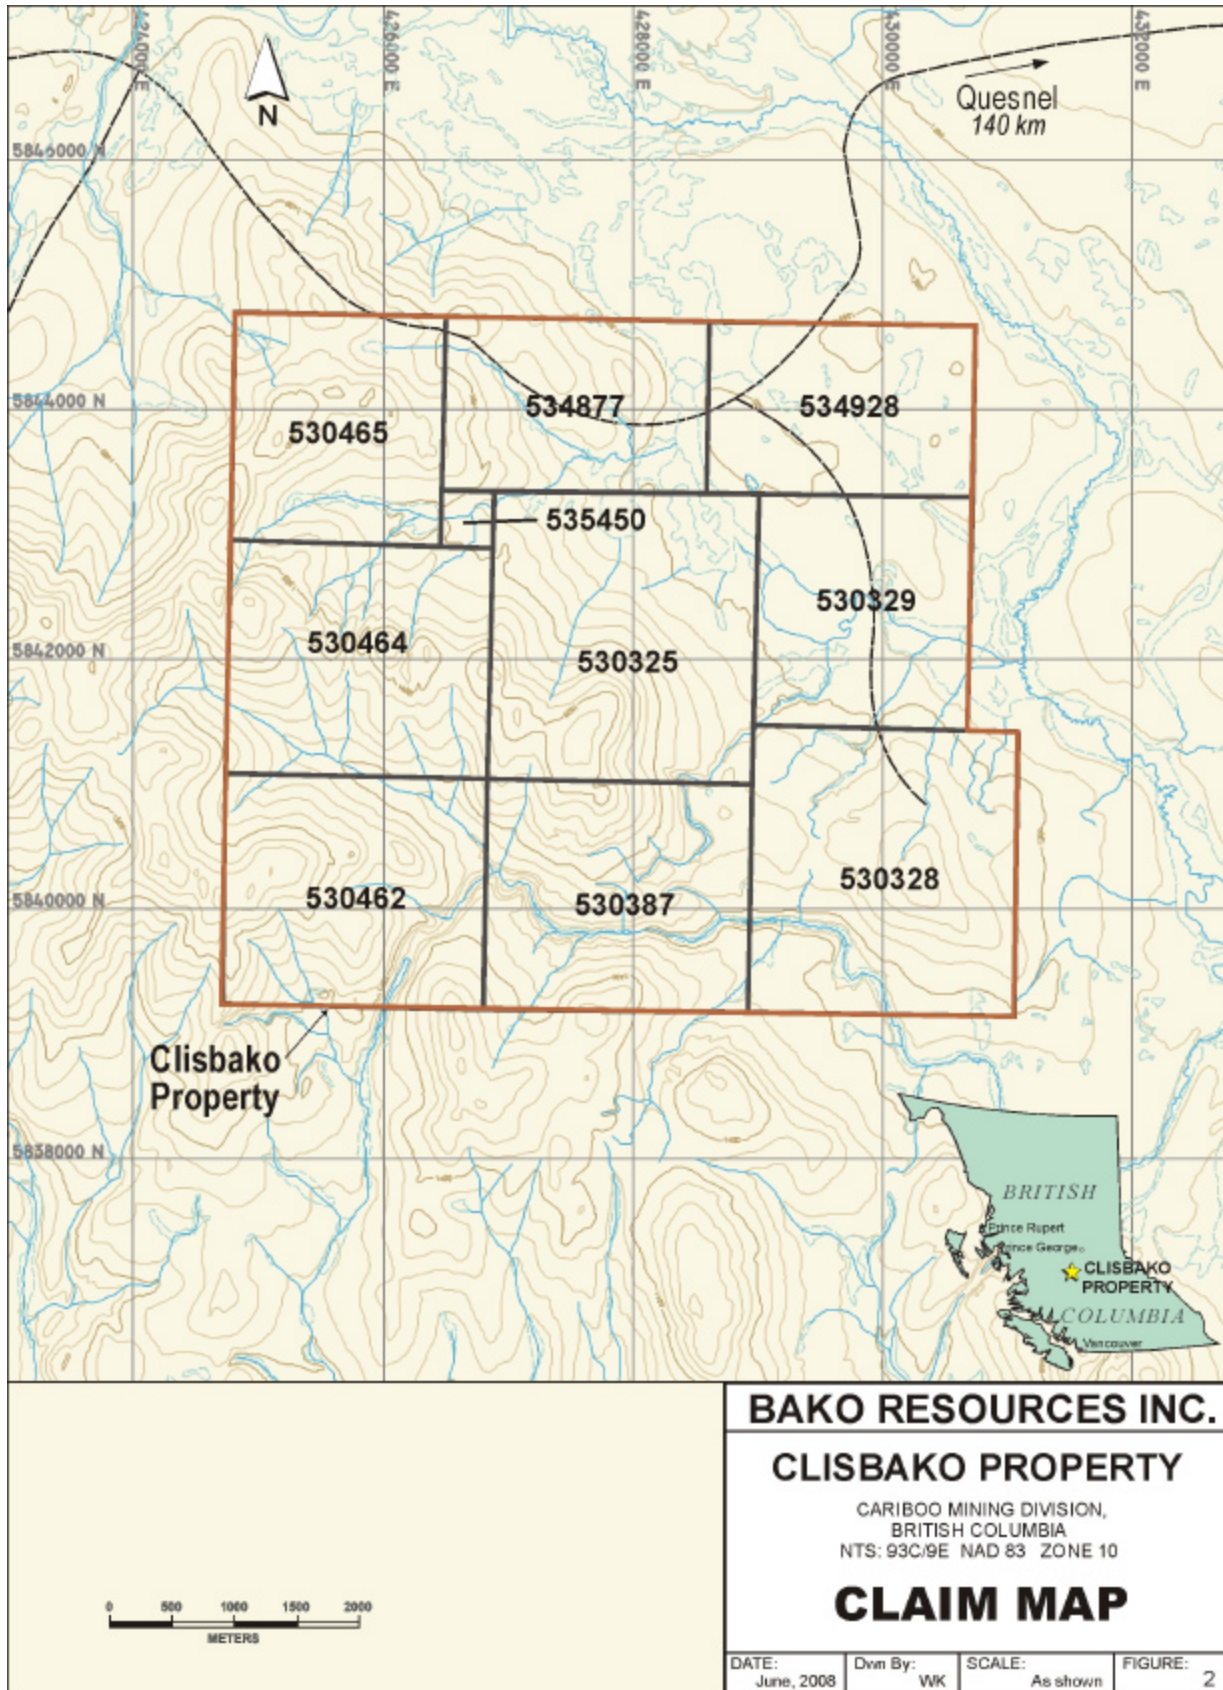 424000 E
426000 E
428000 E
430000 E
432000 E
N
Quesnel
140 km
5846000 N
5844000 N
534877
534928
530465
535450
530329
530464
530325
5842000 N
530328
530462
530387
5840000 N
Clisbako
Property
5838000 N
BRITISH
Prince Rupert
Prince George
CLISBAKO
PROPERTY
COLUMBIA
Vancouver
BAKO RESOURCES INC.
CLISBAKO PROPERTY
CARIBOO MINING DIVISION,
BRITISH COLUMBIA
NTS: 93C/9E NAD 83 ZONE 10
CLAIM MAP
0 500 1000 1500 2000
METERS
DATE: Dwn By: SCALE: FIGURE:
June, 2008 WK As shown 2